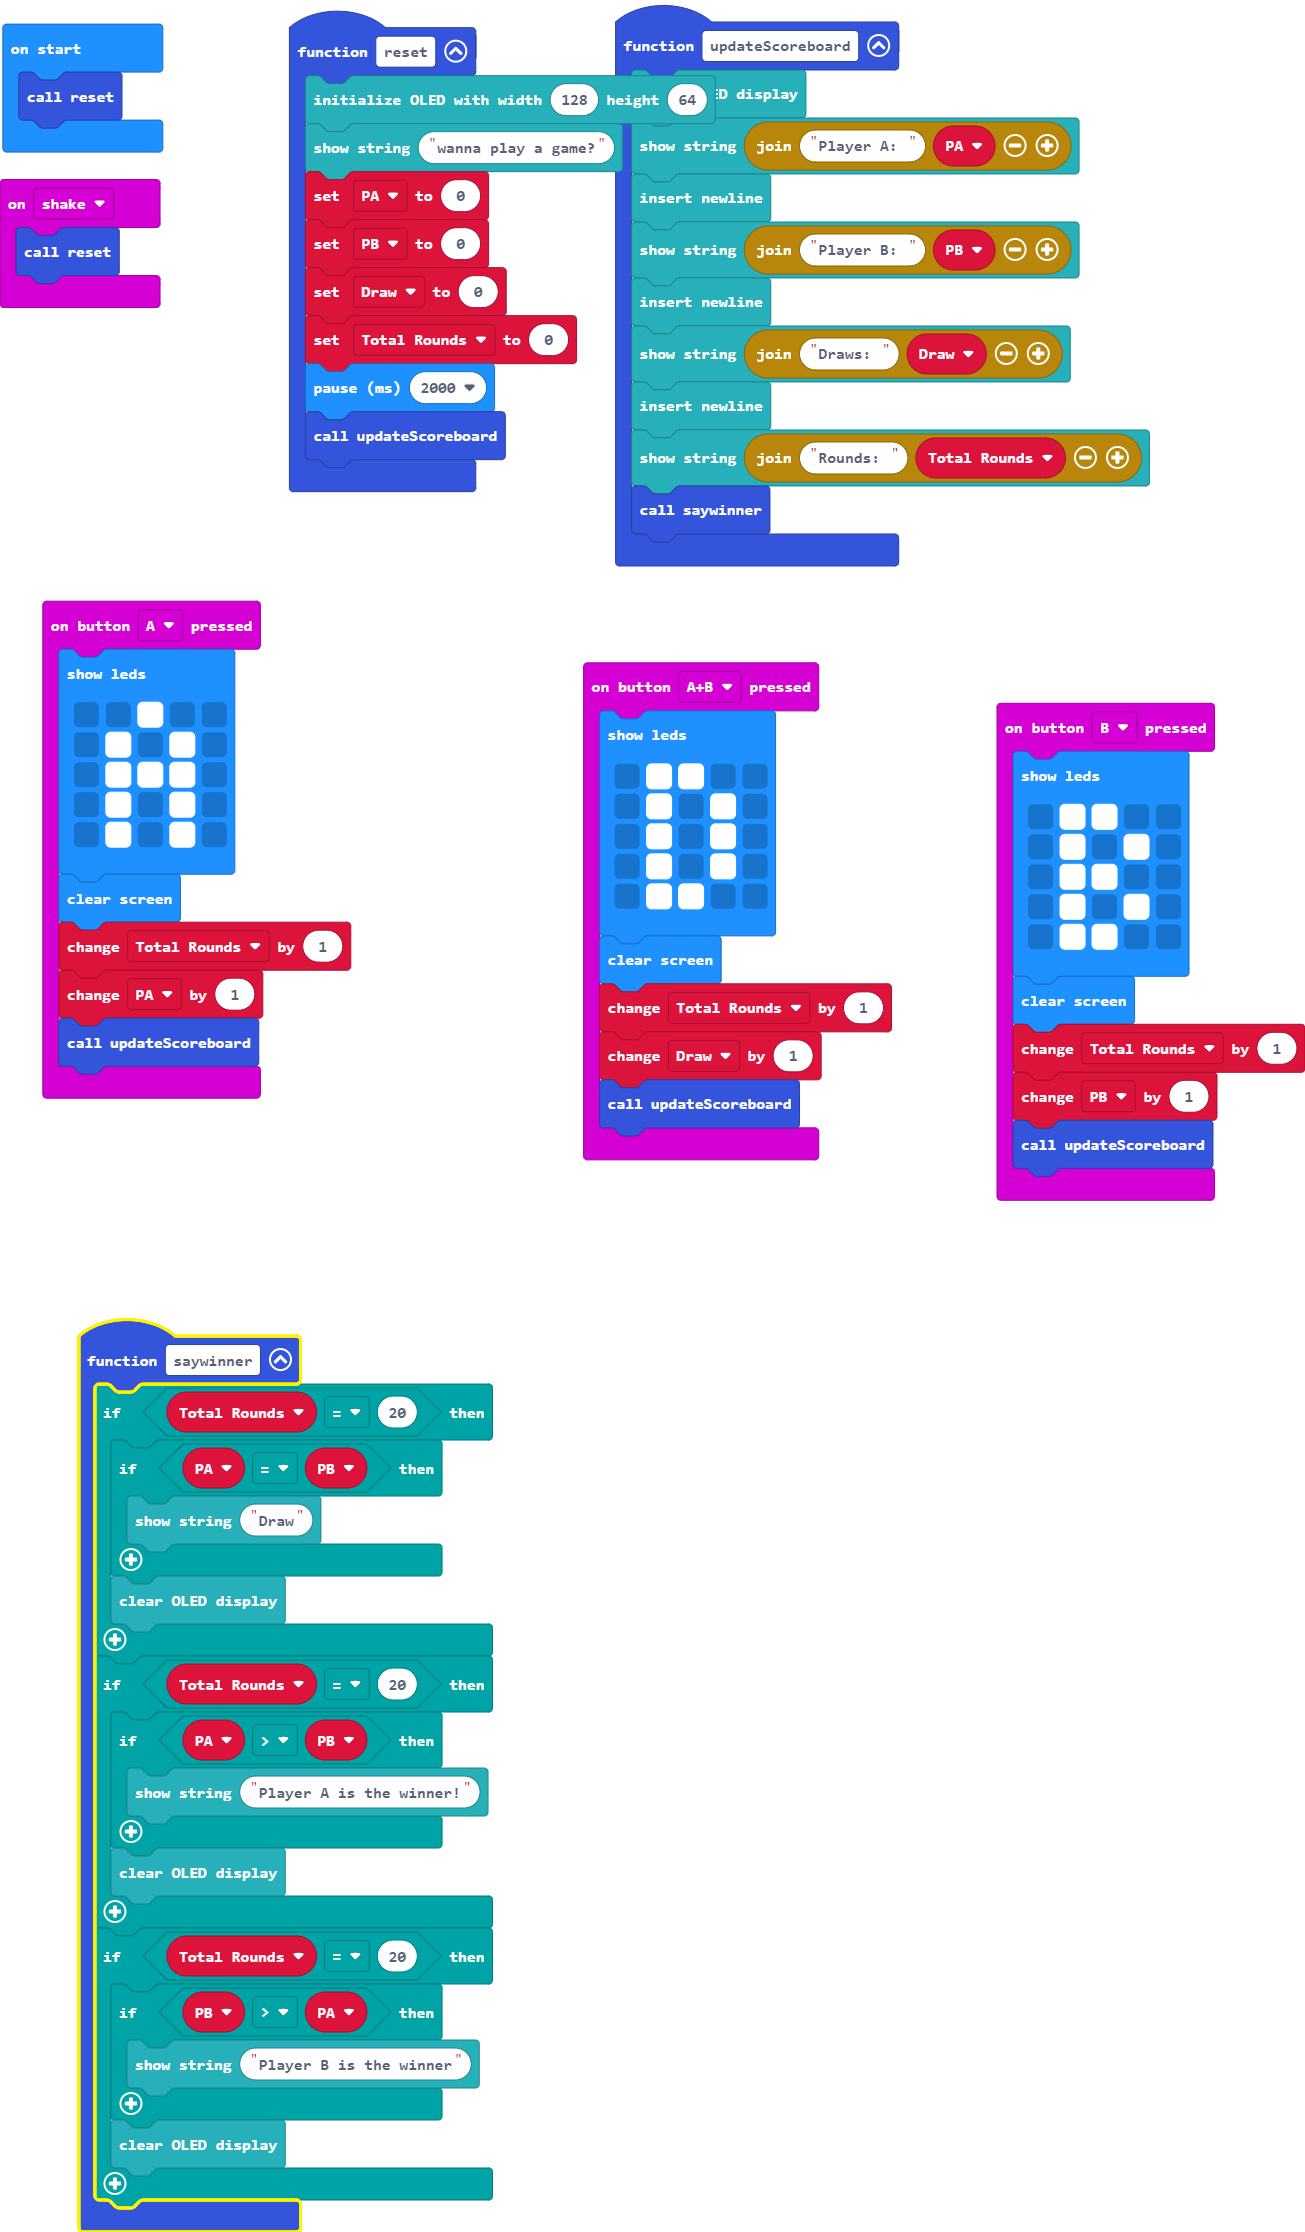 on start
call reset
on shake
call reset
function reset
initialize OLED with width 128 height 64
show string "wanna play a game?"
set PA to 0
set PB to 0
set Draw to 0
set Total Rounds to 0
pause (ms) 2000
call updateScoreboard
function updateScoreboard
display
show string join "Player A: " PA
insert newline
show string join "Player B: " PB
insert newline
show string join "Draws: " Draw
insert newline
show string join "Rounds: " Total Rounds
call saywinner
on button A pressed
show leds
clear screen
change Total Rounds by 1
change PA by 1
call updateScoreboard
on button A+B pressed
show leds
clear screen
change Total Rounds by 1
change Draw by 1
call updateScoreboard
on button B pressed
show leds
clear screen
change Total Rounds by 1
change PB by 1
call updateScoreboard
function saywinner
if Total Rounds = 20 then
if PA = PB then
show string "Draw"
clear OLED display
if Total Rounds = 20 then
if PA > PB then
show string "Player A is the winner!"
clear OLED display
if Total Rounds = 20 then
if PB > PA then
show string "Player B is the winner"
clear OLED display